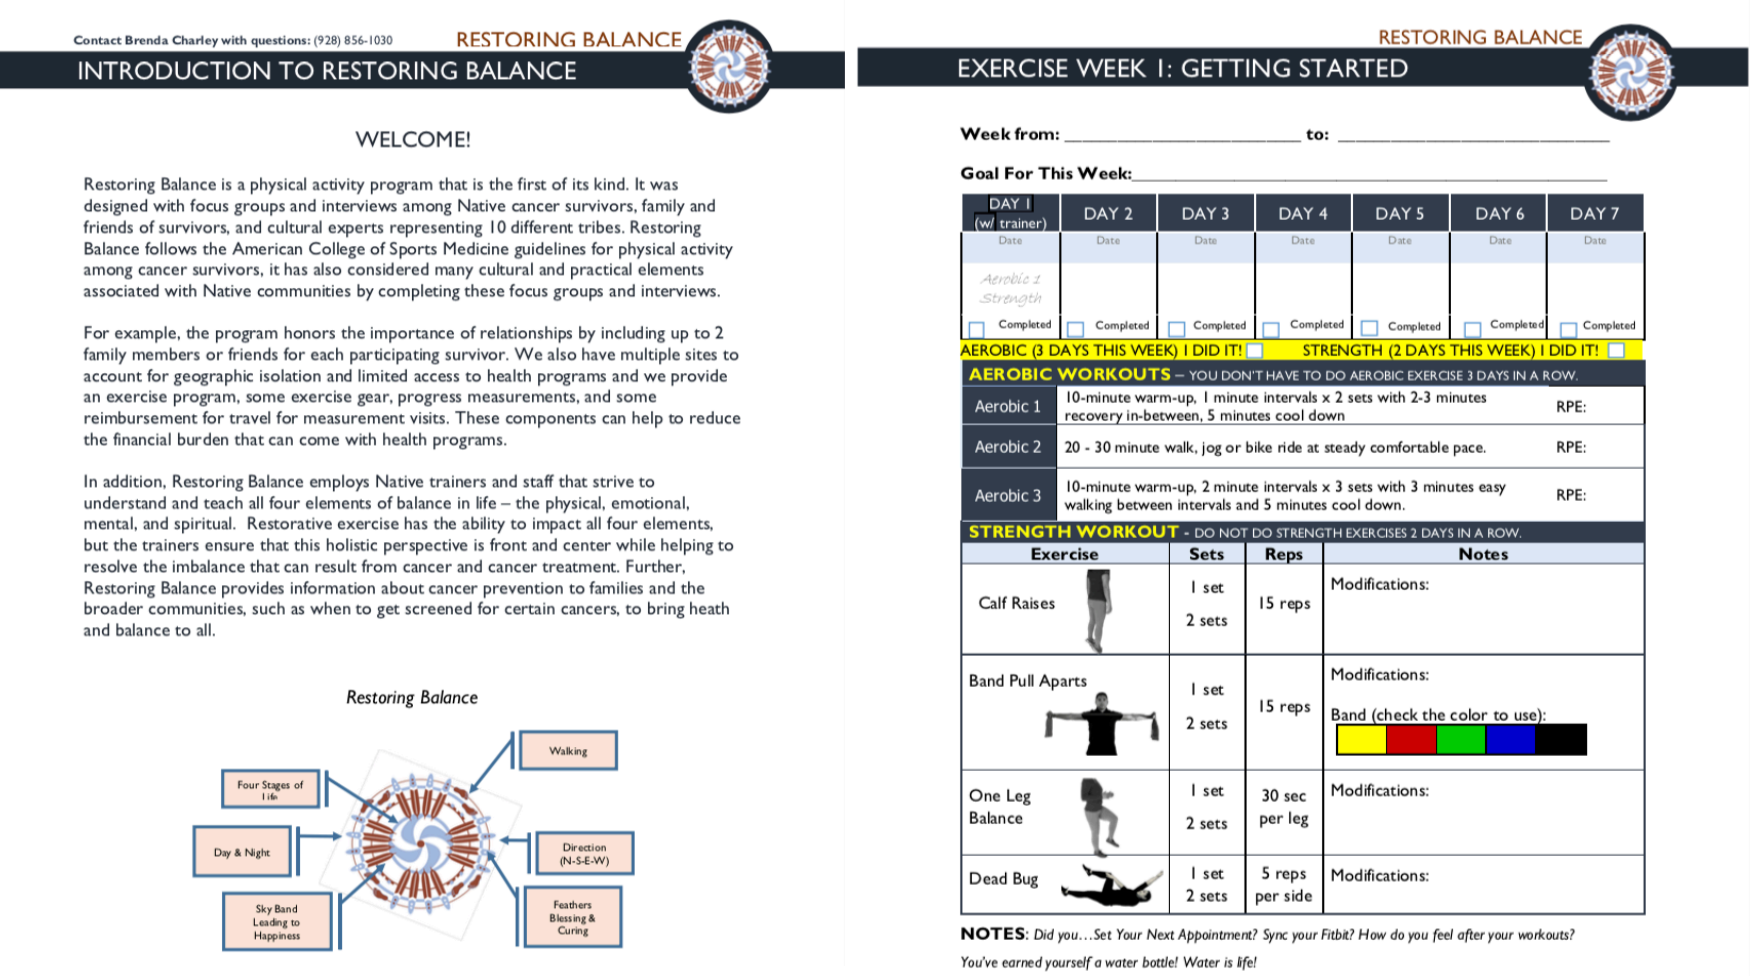 Contact Brenda Charley with questions: (928) 856-1030
RESTORING BALANCE
INTRODUCTION TO RESTORING BALANCE
WELCOME!
Restoring Balance is a physical activity program that is the first of its kind. It was
designed with focus groups and interviews among Native cancer survivors, family and
friends of survivors, and cultural experts representing 10 different tribes. Restoring
Balance follows the American College of Sports Medicine guidelines for physical activity
among cancer survivors, it has also considered many cultural and practical elements
associated with Native communities by completing these focus groups and interviews.
For example, the program honors the importance of relationships by including up to 2
family members or friends for each participating survivor. We also have multiple sites to
account for geographic isolation and limited access to health programs and we provide
an exercise program, some exercise gear, progress measurements, and some
reimbursement for travel for measurement visits. These components can help to reduce
the financial burden that can come with health programs.
In addition, Restoring Balance employs Native trainers and staff that strive to
understand and teach all four elements of balance in life – the physical, emotional,
mental, and spiritual.  Restorative exercise has the ability to impact all four elements,
but the trainers ensure that this holistic perspective is front and center while helping to
resolve the imbalance that can result from cancer and cancer treatment. Further,
Restoring Balance provides information about cancer prevention to families and the
broader communities, such as when to get screened for certain cancers, to bring heath
and balance to all.
Restoring Balance
Walking
Four Stages of
Life
Day & Night
Direction
(N-S-E-W)
Sky Band
Leading to
Happiness
Feathers
Blessing &
Curing
RESTORING BALANCE
EXERCISE WEEK 1: GETTING STARTED
Week from: ____________________________ to: ________________________________
Goal For This Week:________________________________________________________
DAY 1
(w/ trainer)
DAY 2
DAY 3
DAY 4
DAY 5
DAY 6
DAY 7
Date Date Date Date Date Date Date
Aerobic 1
Strength
Completed Completed Completed Completed Completed Completed Completed
AEROBIC (3 DAYS THIS WEEK) I DID IT! STRENGTH (2 DAYS THIS WEEK) I DID IT!
AEROBIC WORKOUTS – YOU DON'T HAVE TO DO AEROBIC EXERCISE 3 DAYS IN A ROW.
Aerobic 1
10-minute warm-up, 1 minute intervals x 2 sets with 2-3 minutes
recovery in-between, 5 minutes cool down
RPE:
Aerobic 2
20 - 30 minute walk, jog or bike ride at steady comfortable pace.
RPE:
Aerobic 3
10-minute warm-up, 2 minute intervals x 3 sets with 3 minutes easy
walking between intervals and 5 minutes cool down.
RPE:
STRENGTH WORKOUT - DO NOT DO STRENGTH EXERCISES 2 DAYS IN A ROW.
Exercise Sets Reps Notes
Calf Raises
1 set
2 sets
15 reps
Modifications:
Band Pull Aparts
1 set
2 sets
15 reps
Modifications:
Band (check the color to use):
One Leg
Balance
1 set
2 sets
30 sec
per leg
Modifications:
Dead Bug
1 set
2 sets
5 reps
per side
Modifications:
NOTES: Did you…Set Your Next Appointment? Sync your Fitbit? How do you feel after your workouts?
You've earned yourself a water bottle! Water is life!